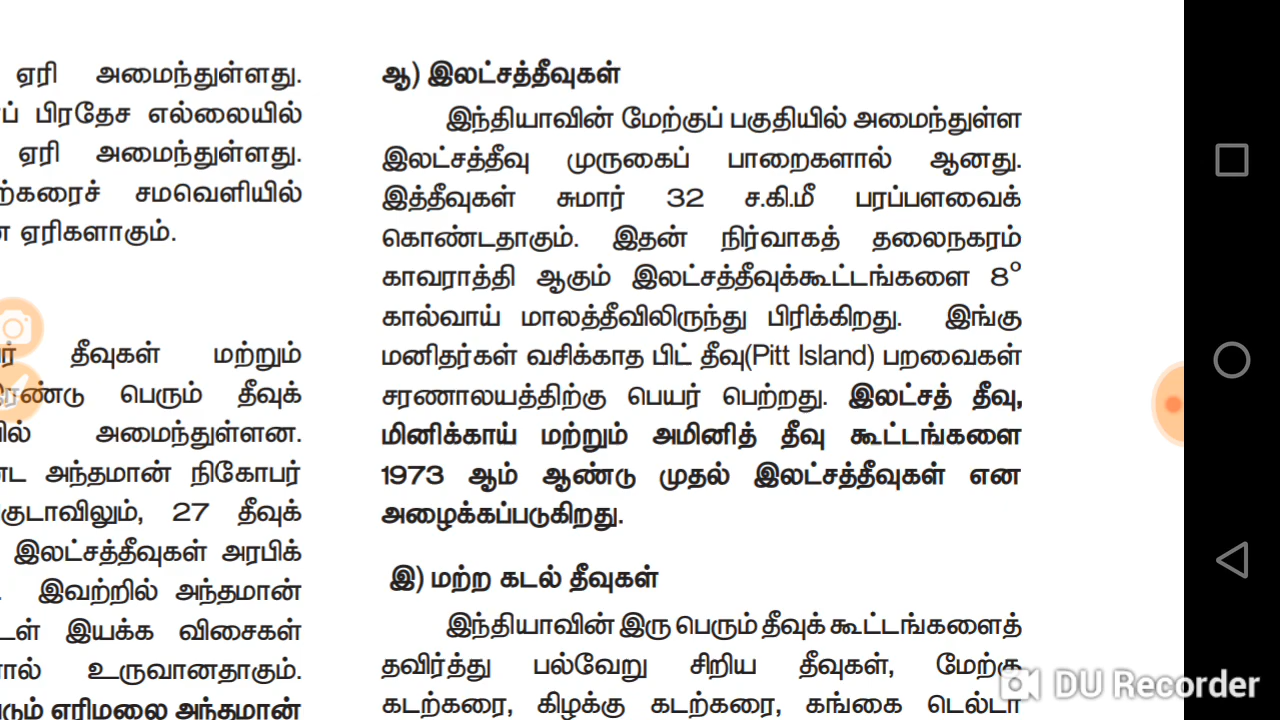 ஏரி அமைந்துள்ளது.
பிரதேச எல்லையில்
ஏரி அமைந்துள்ளது.
சமவெளியில்
ஏரிகளாகும்.
தீவுகள் மற்றும்
பெரும் தீவுக்
அமைந்துள்ளன.
அந்தமான் நிகோபர்
27 தீவுக்
இலட்சத்தீவுகள் அரபிக்
இவற்றில் அந்தமான்
இயக்க விசைகள்
உருவானதாகும்.
எரிமலை அந்தமான்
ஆ) இலட்சத்தீவுகள்
இந்தியாவின் மேற்குப் பகுதியில் அமைந்துள்ள
இலட்சத்தீவு முருகைப் பாறைகளால் ஆனது.
இத்தீவுகள் சுமார் 32 ச.கி.மீ பரப்பளவைக்
கொண்டதாகும். இதன் நிர்வாகத் தலைநகரம்
காவராத்தி ஆகும் இலட்சத்தீவுக்கூட்டங்களை 8°
கால்வாய் மாலத்தீவிலிருந்து பிரிக்கிறது. இங்கு
மனிதர்கள் வசிக்காத பிட் தீவு(Pitt Island) பறவைகள்
சரணாலயத்திற்கு பெயர் பெற்றது. இலட்சத் தீவு,
மினிக்காய் மற்றும் அமினித் தீவு கூட்டங்களை
1973 ஆம் ஆண்டு முதல் இலட்சத்தீவுகள் என
அழைக்கப்படுகிறது.
இ) மற்ற கடல் தீவுகள்
இந்தியாவின் இரு பெரும் தீவுக் கூட்டங்களைத்
தவிர்த்து பல்வேறு சிறிய தீவுகள், மேற்கு
கடற்கரை, கிழக்கு கடற்கரை, கங்கை டெல்டா
DU Recorder